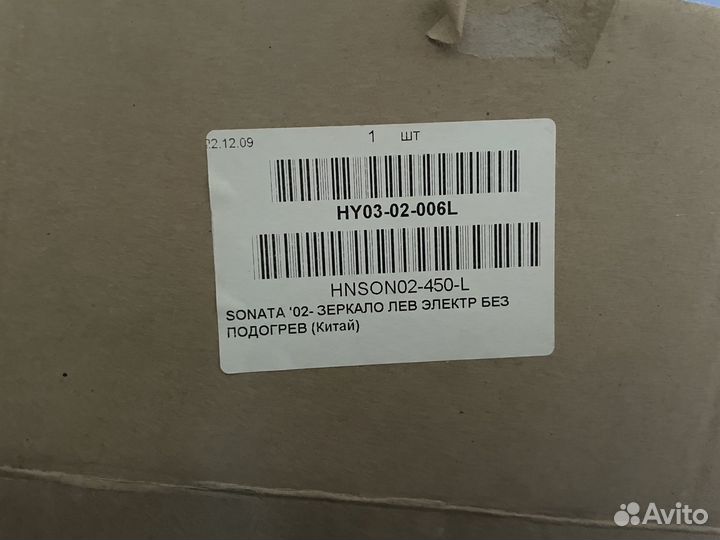 22.12.09 1 шт
HY03-02-006L
HNSON02-450-L
SONATA '02- ЗЕРКАЛО ЛЕВ ЭЛЕКТР БЕЗ
ПОДОГРЕВ (Китай)
Avito